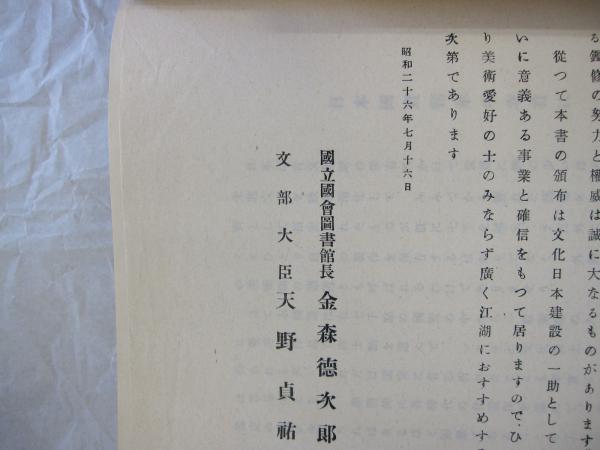 る鑑修の努力と權威は誠に大なるものがあります
從つて本書の頒布は文化日本建設の一助として
いに意義ある事業と確信をもつて居りますので、ひ
り美術愛好の士のみならず廣く江湖におすすめする
次第であります
昭和二十六年七月十六日
國立國會圖書館長 金森德次郞
文部大臣 天野貞祐